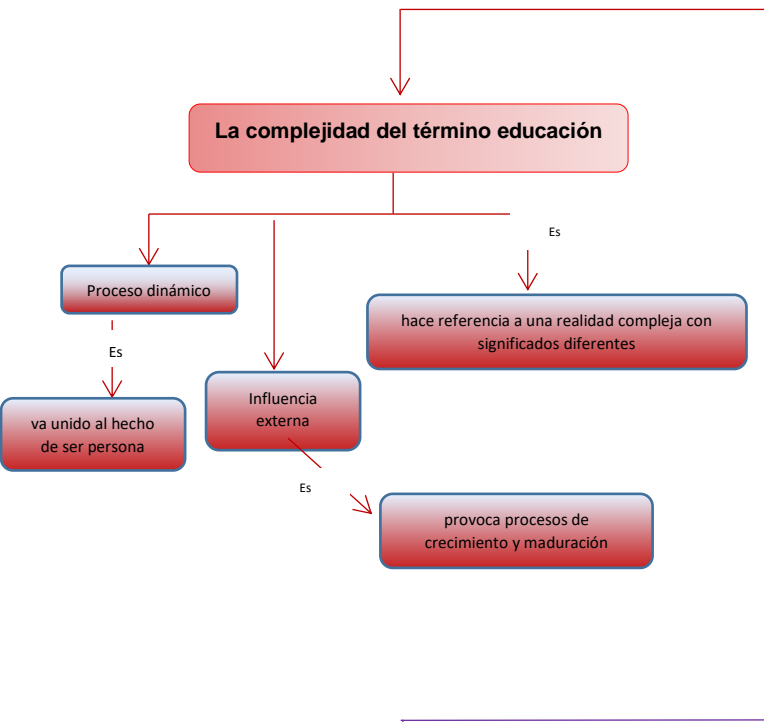 La complejidad del término educación
Es
Proceso dinámico
hace referencia a una realidad compleja con
significados diferentes
Es
Influencia
externa
va unido al hecho
de ser persona
Es
provoca procesos de
crecimiento y maduración